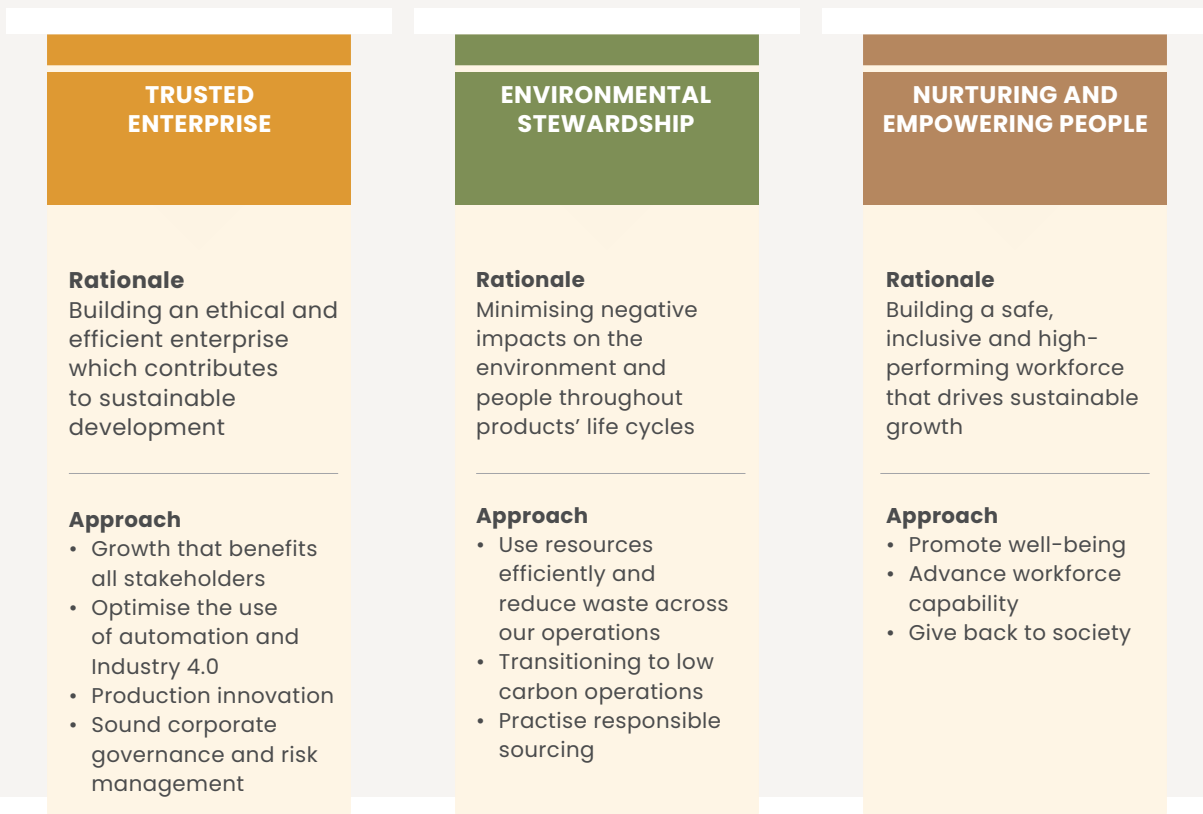 TRUSTED
ENTERPRISE
Rationale
Building an ethical and
efficient enterprise
which contributes
to sustainable
development
Approach
• Growth that benefits
all stakeholders
• Optimise the use
of automation and
Industry 4.0
• Production innovation
• Sound corporate
governance and risk
management
ENVIRONMENTAL
STEWARDSHIP
Rationale
Minimising negative
impacts on the
environment and
people throughout
products’ life cycles
Approach
• Use resources
efficiently and
reduce waste across
our operations
• Transitioning to low
carbon operations
• Practise responsible
sourcing
NURTURING AND
EMPOWERING PEOPLE
Rationale
Building a safe,
inclusive and high-
performing workforce
that drives sustainable
growth
Approach
• Promote well-being
• Advance workforce
capability
• Give back to society